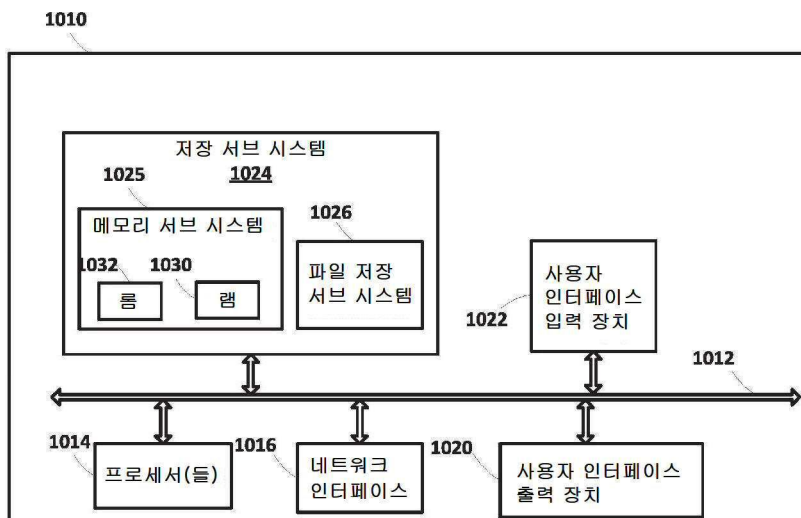 1010
저장 서브 시스템
1024
1025
메모리 서브 시스템
1032
1030
롬
램
1026
파일 저장
서브 시스템
사용자
인터페이스
입력 장치
1022
1012
1014
프로세서(들)
1016
네트워크
인터페이스
1020
사용자 인터페이스
출력 장치